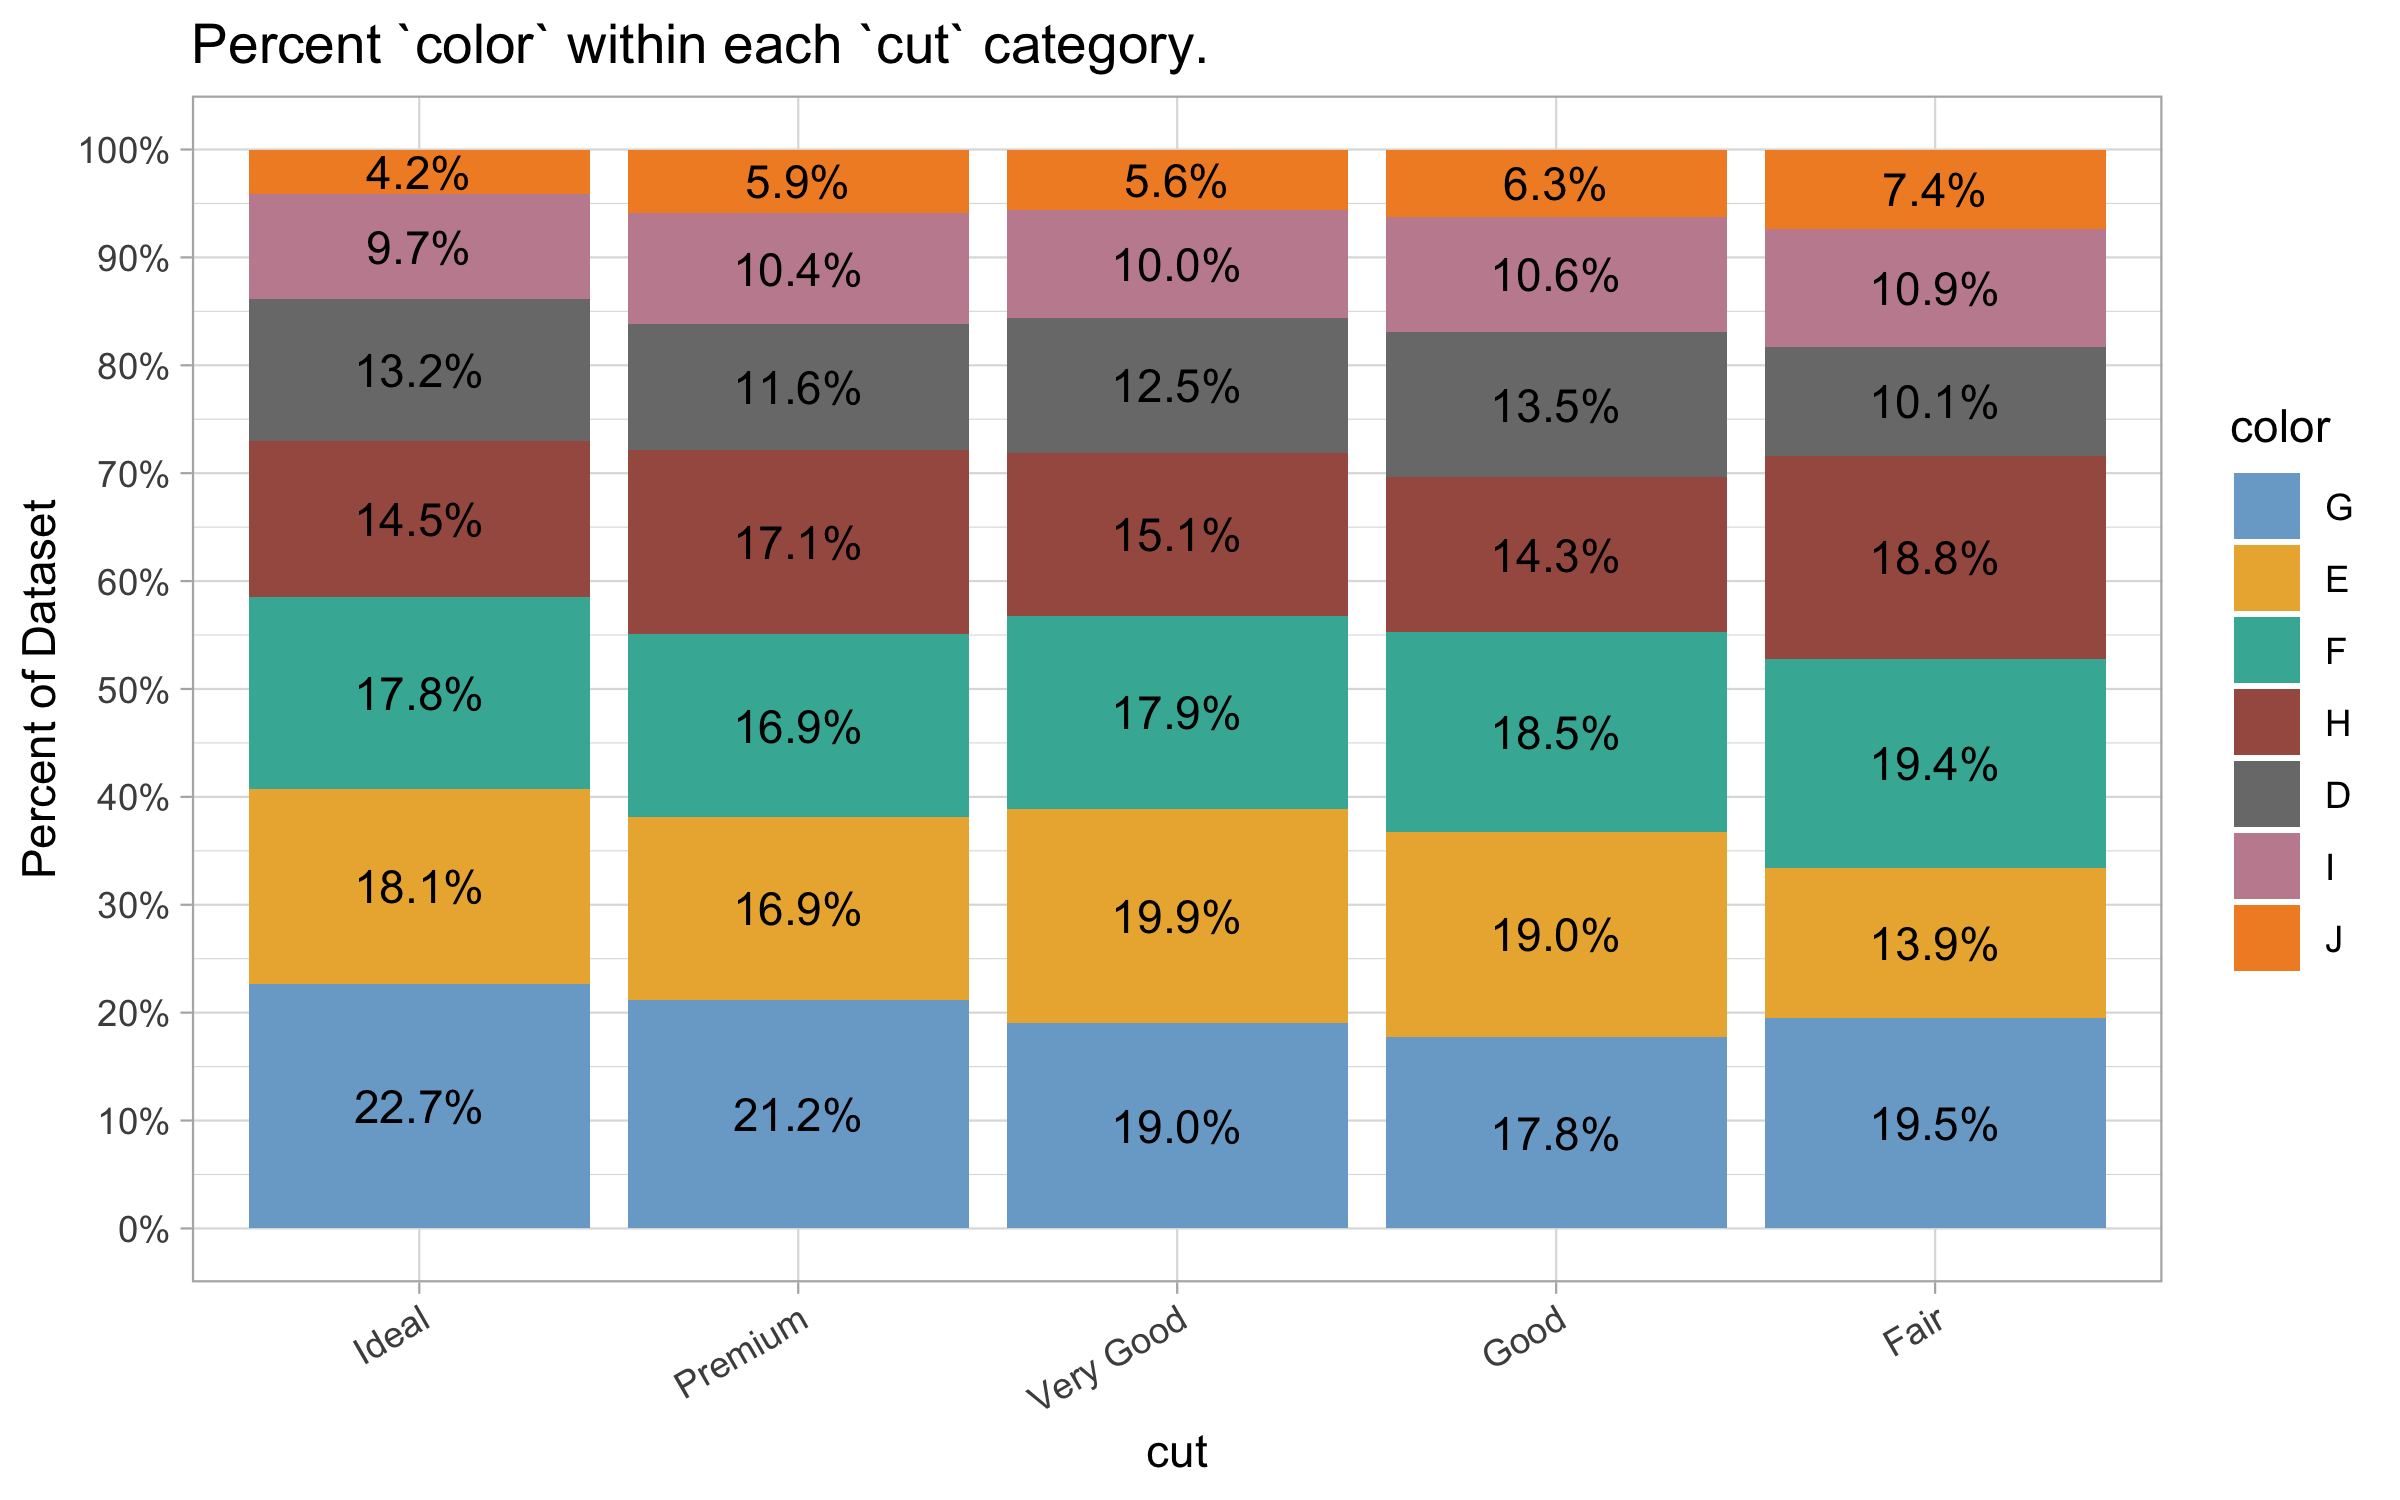 Percent `color` within each `cut` category.
Percent of Dataset
100%
90%
80%
70%
60%
50%
40%
30%
20%
10%
0%
4.2%
9.7%
13.2%
14.5%
17.8%
18.1%
22.7%
5.9%
10.4%
11.6%
17.1%
16.9%
16.9%
21.2%
5.6%
10.0%
12.5%
15.1%
17.9%
19.9%
19.0%
6.3%
10.6%
13.5%
14.3%
18.5%
19.0%
17.8%
7.4%
10.9%
10.1%
18.8%
19.4%
13.9%
19.5%
Ideal
Premium
Very Good
Good
Fair
cut
color
G
E
F
H
D
I
J